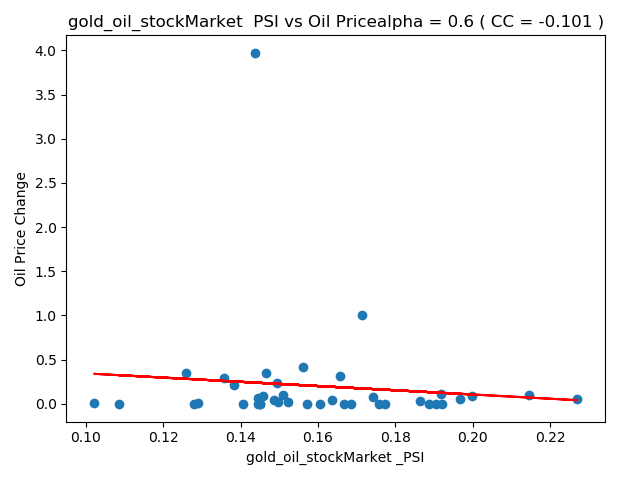 gold_oil_stockMarket  PSI vs Oil Pricealpha = 0.6 ( CC = -0.101 )
4.0
3.5
3.0
2.5
2.0
1.5
1.0
0.5
0.0
Oil Price Change
0.10 0.12 0.14 0.16 0.18 0.20 0.22
gold_oil_stockMarket _PSI